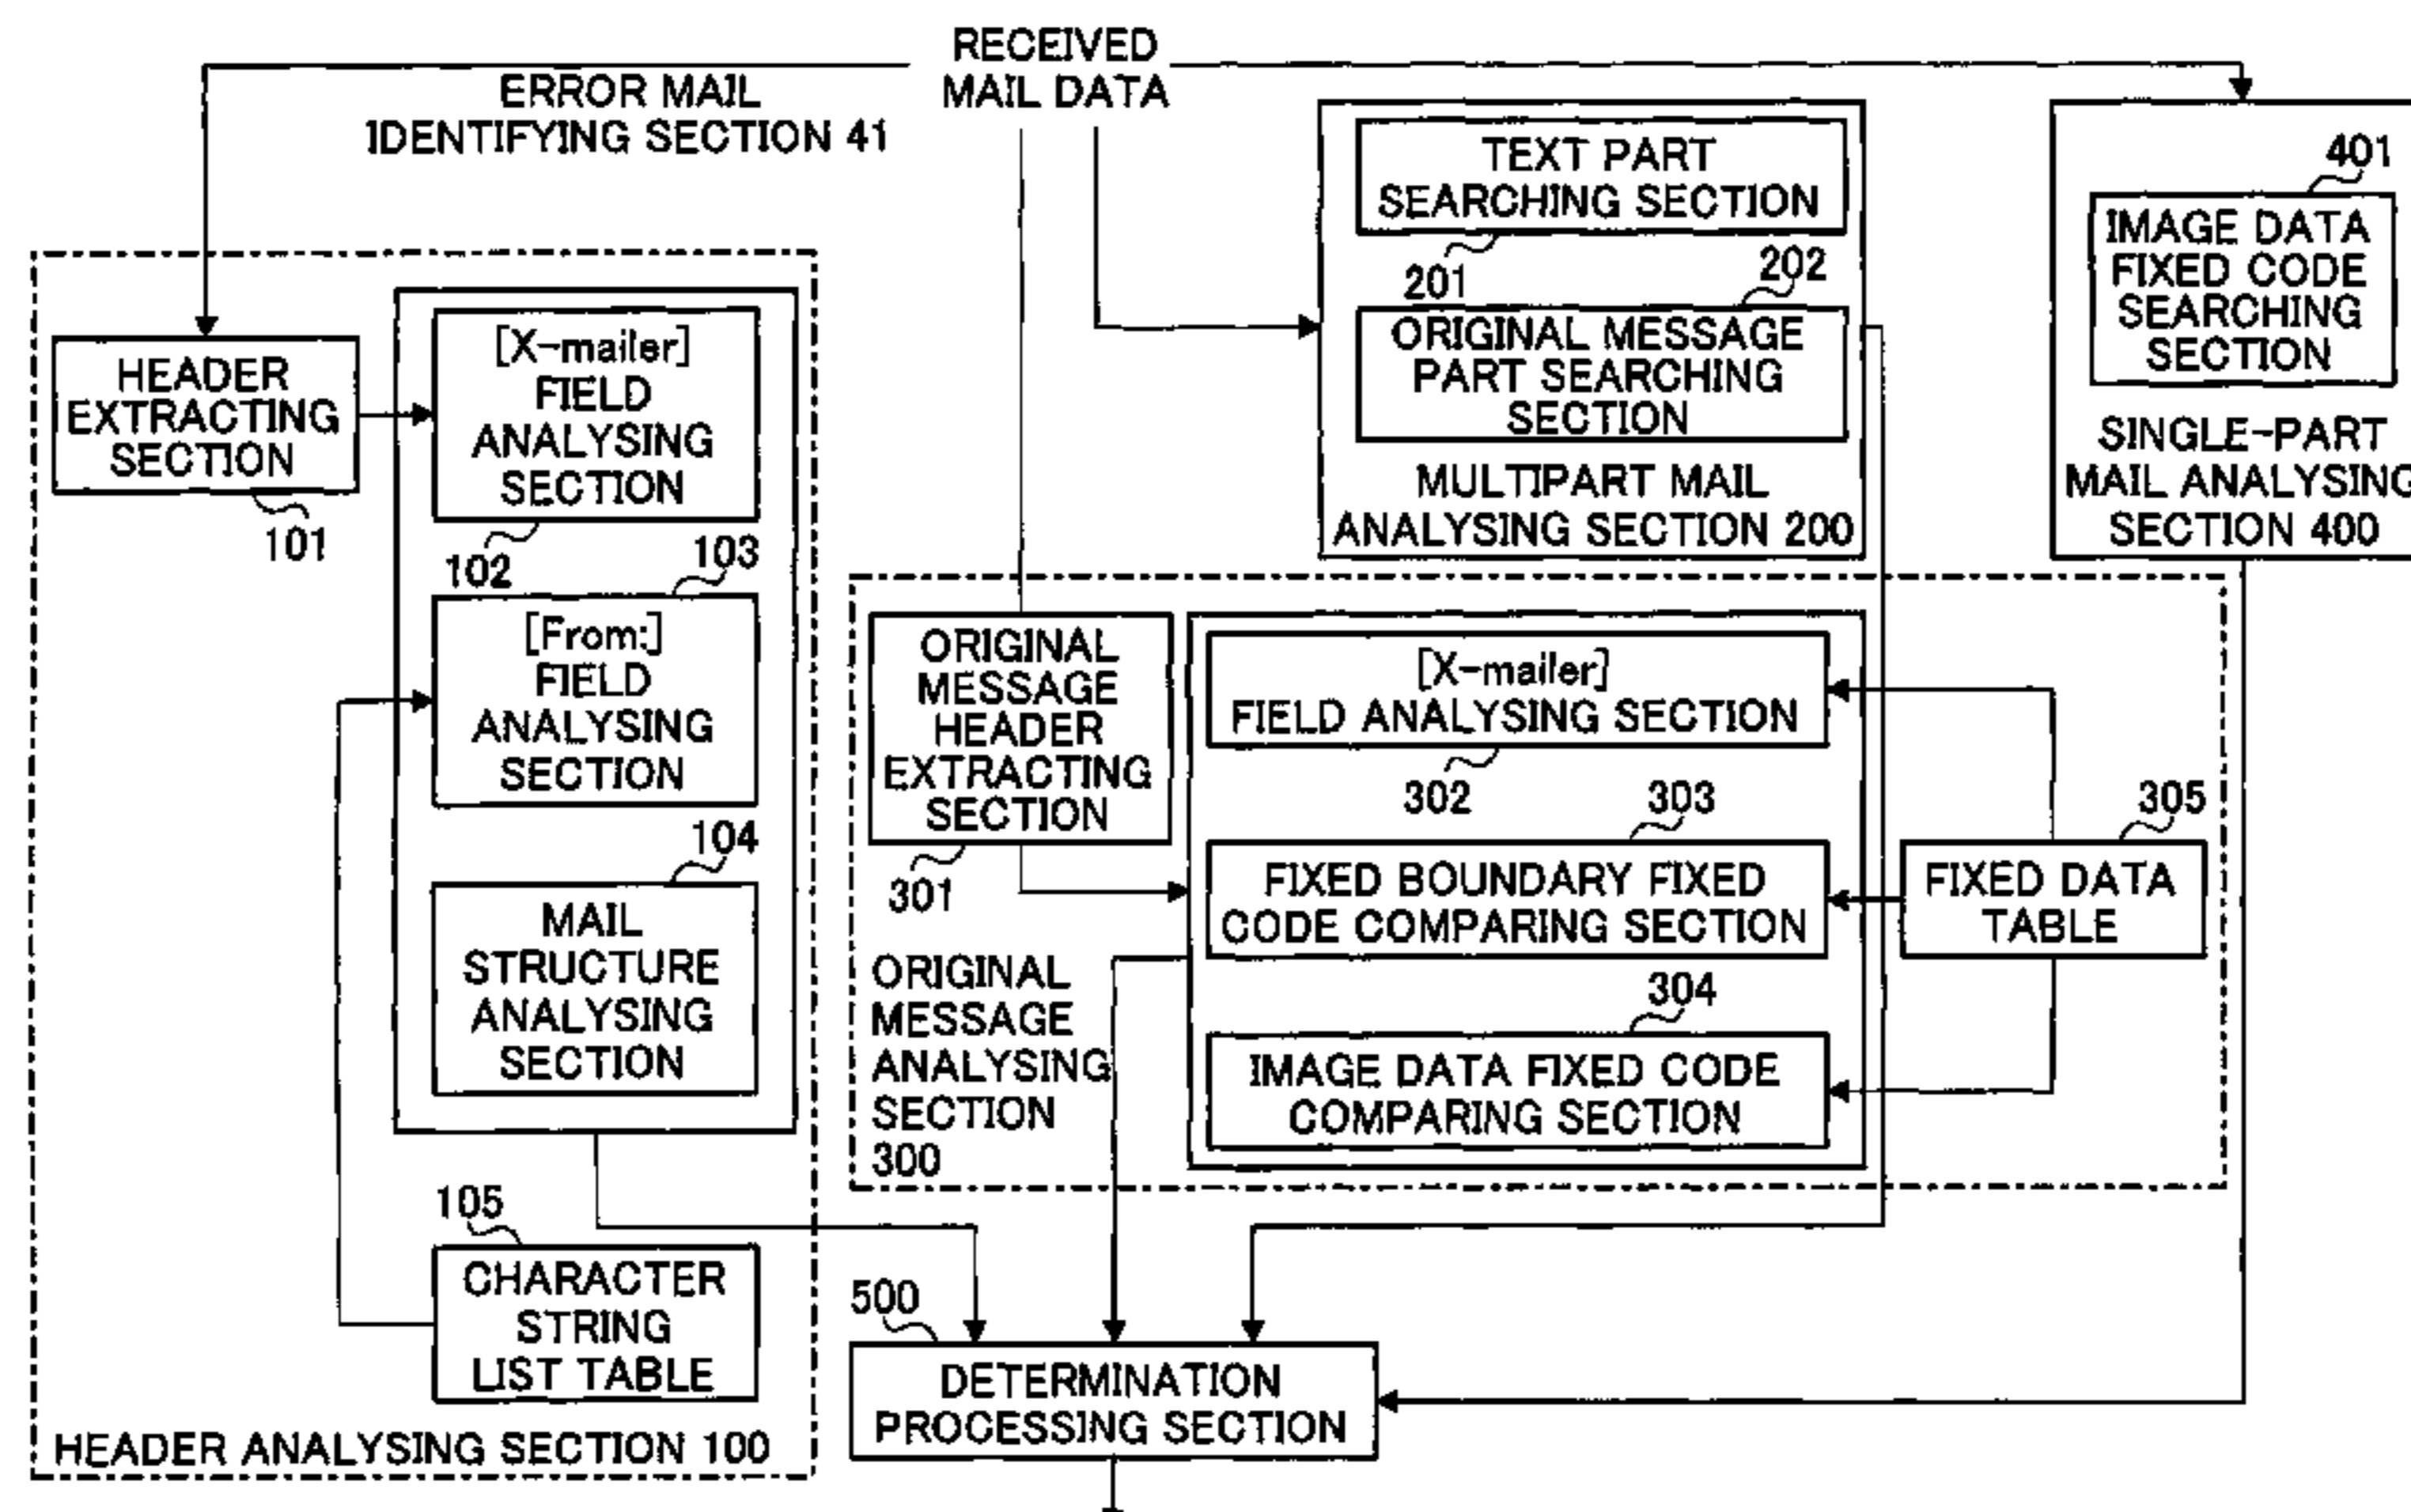 RECEIVED
MAIL DATA
ERROR MAIL
IDENTIFYING SECTION 41
HEADER
EXTRACTING
SECTION
101
[X-mailer]
FIELD
ANALYSING
SECTION
102
103
[From:]
FIELD
ANALYSING
SECTION
104
MAIL
STRUCTURE
ANALYSING
SECTION
105
CHARACTER
STRING
LIST TABLE
HEADER ANALYSING SECTION 100
TEXT PART
SEARCHING SECTION
201
202
ORIGINAL MESSAGE
PART SEARCHING
SECTION
MULTIPART MAIL
ANALYSING SECTION 200
401
IMAGE DATA
FIXED CODE
SEARCHING
SECTION
SINGLE-PART
MAIL ANALYSING
SECTION 400
ORIGINAL
MESSAGE
HEADER
EXTRACTING
SECTION
301
[X-mailer]
FIELD ANALYSING SECTION
302
303
FIXED BOUNDARY FIXED
CODE COMPARING SECTION
304
IMAGE DATA FIXED CODE
COMPARING SECTION
305
FIXED DATA
TABLE
ORIGINAL
MESSAGE
ANALYSING
SECTION
300
500
DETERMINATION
PROCESSING SECTION